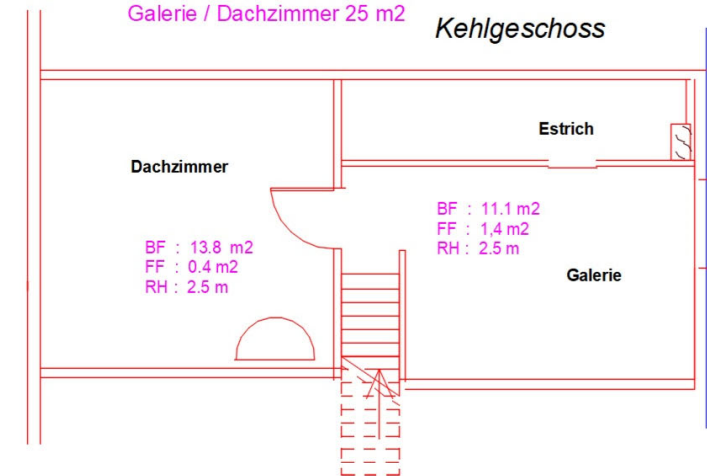 Galerie / Dachzimmer 25 m2
Kehlgeschoss
Estrich
Dachzimmer
BF : 11.1 m2
FF : 1,4 m2
RH : 2.5 m
BF : 13.8 m2
FF : 0.4 m2
RH : 2.5 m
Galerie